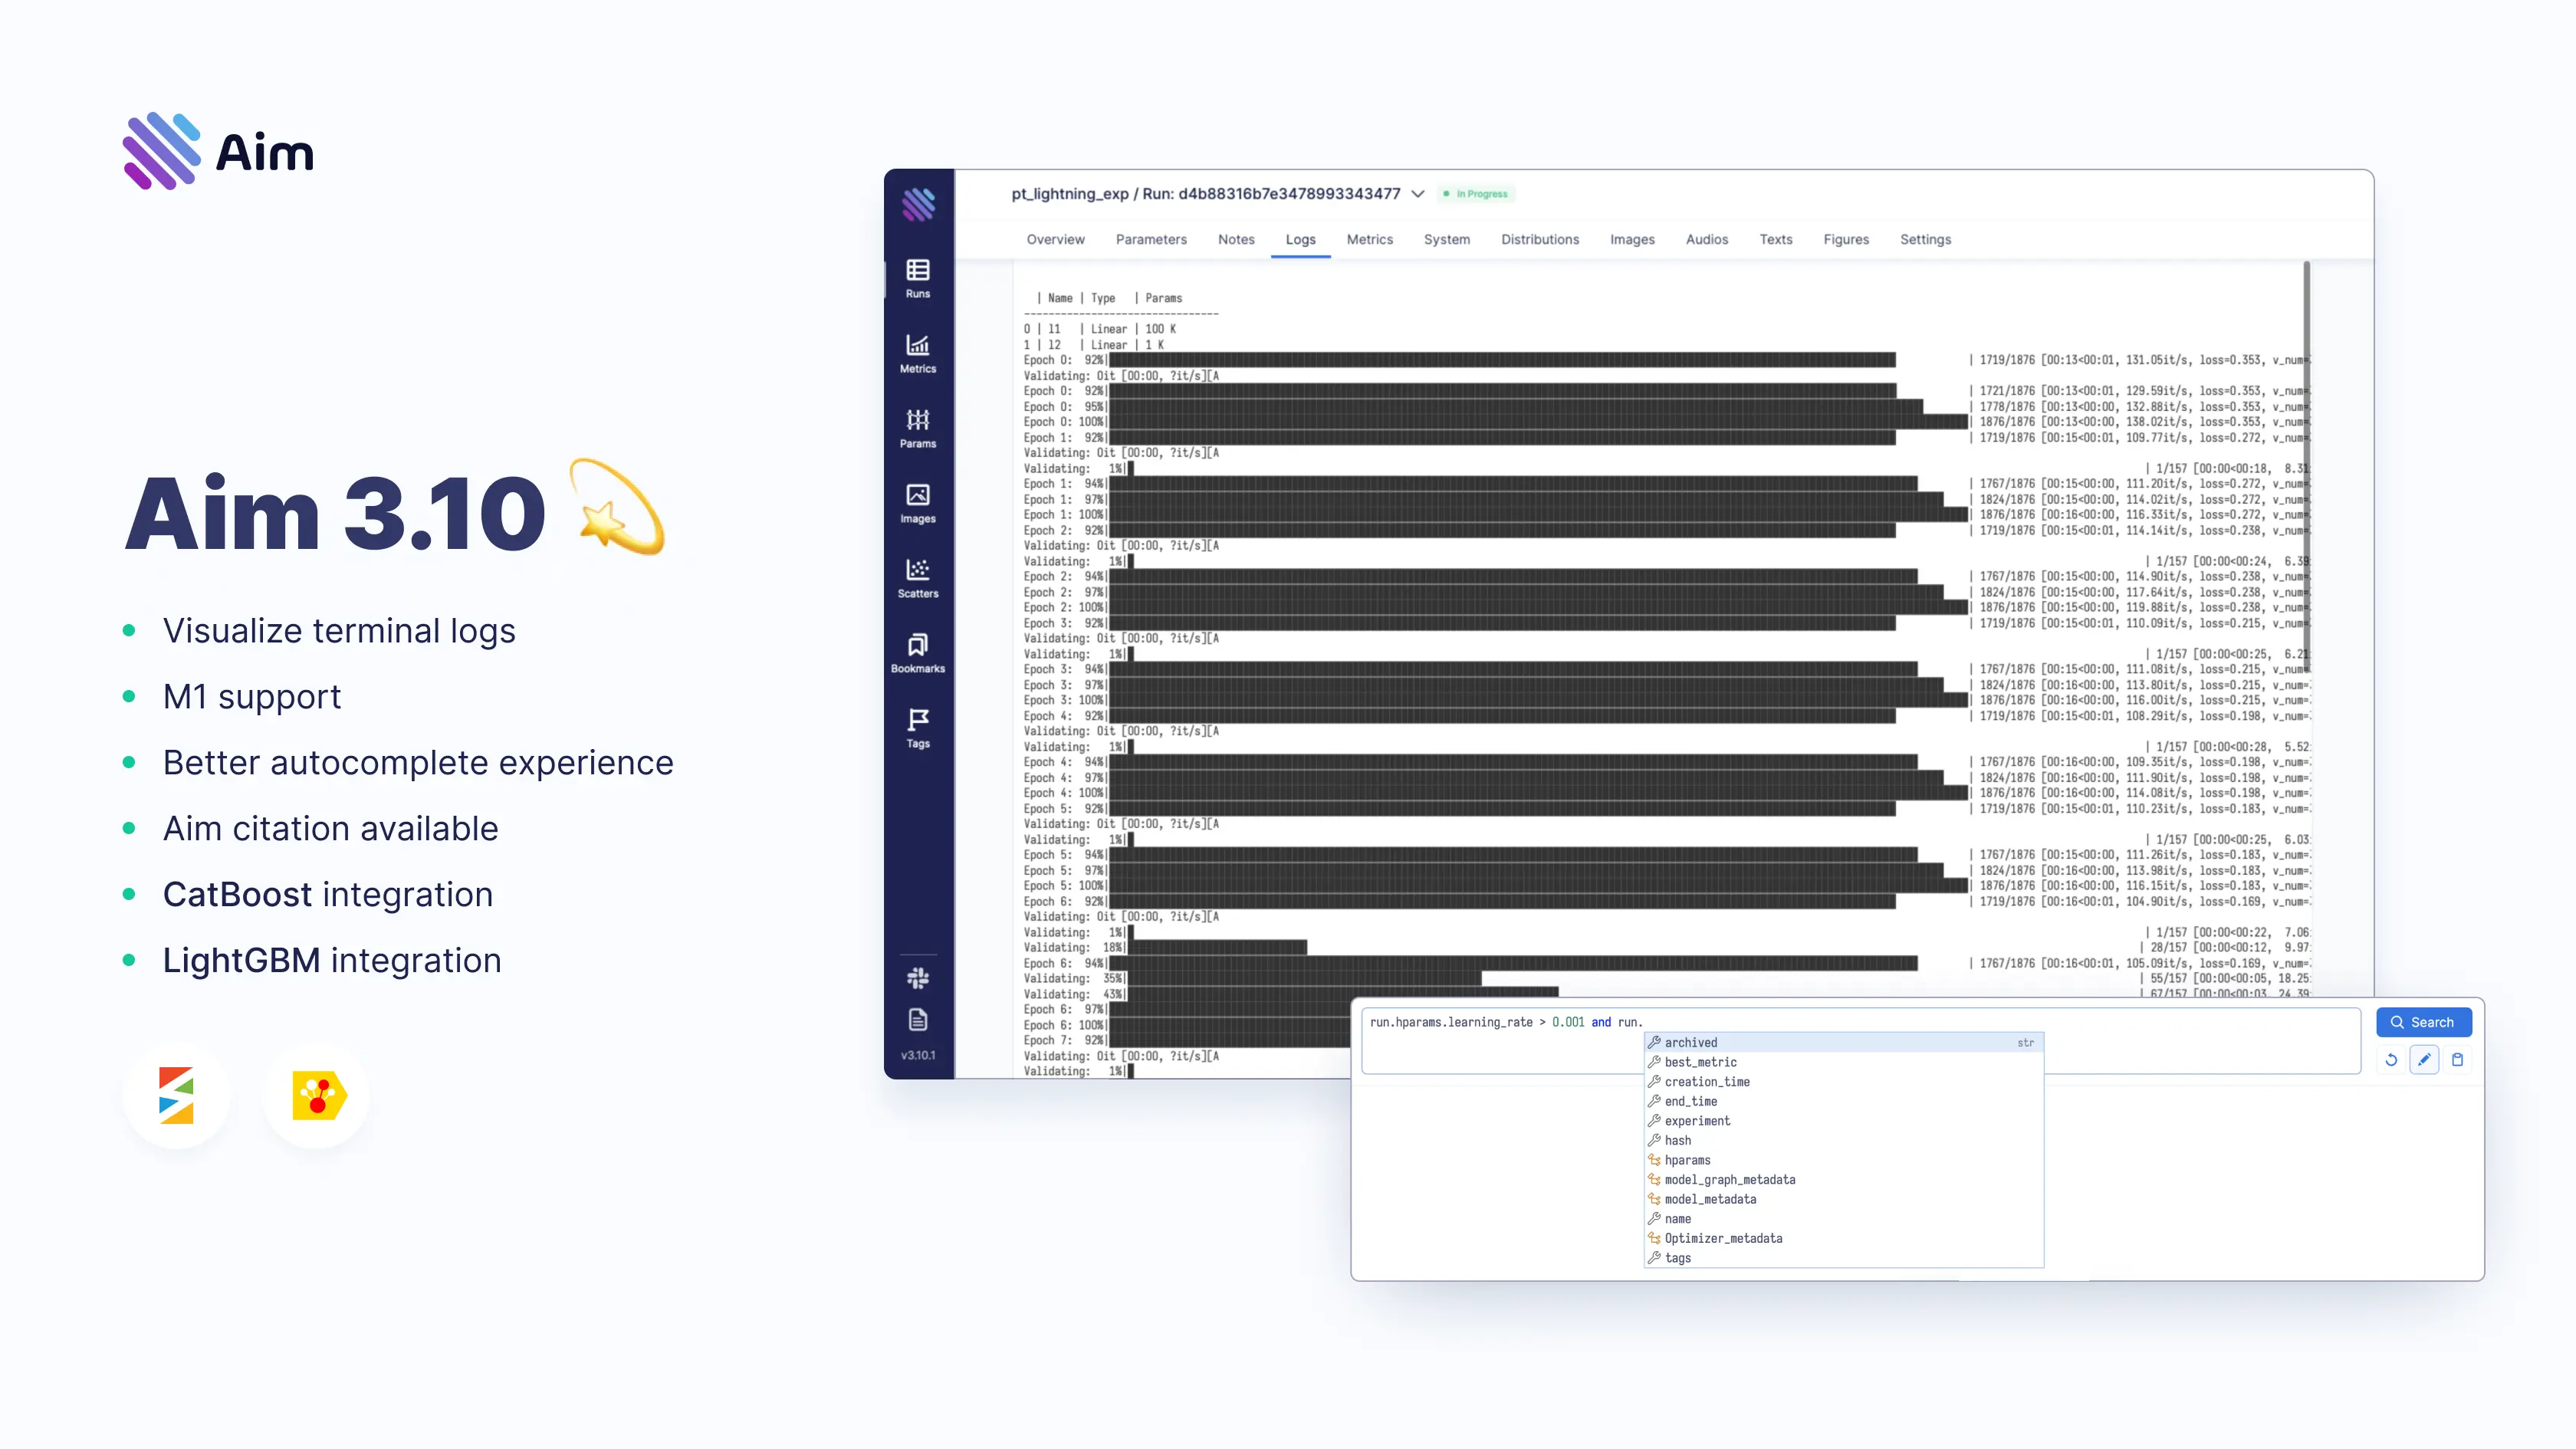 Aim
Aim 3.10
Visualize terminal logs
M1 support
Better autocomplete experience
Aim citation available
CatBoost integration
LightGBM integration
pt_lightning_exp / Run: d4b88316b7e3478993343477
In Progress
Overview Parameters Notes Logs Metrics System Distributions Images Audios Texts Figures Settings
Runs
Metrics
Params
Images
Scatters
Bookmarks
Tags
v3.10.1
| Name | Type | Params
-------------------------------
0 | l1 | Linear | 100 K
1 | l2 | Linear | 1 K
Epoch 0: 92%| | 1719/1876 [00:13<00:01, 131.05it/s, loss=0.353, v_num=
Validating: 0it [00:00, ?it/s][A
Epoch 0: 92%| | 1721/1876 [00:13<00:01, 129.59it/s, loss=0.353, v_num=
Epoch 0: 95%| | 1778/1876 [00:13<00:00, 132.88it/s, loss=0.353, v_num=
Epoch 0: 100%| | 1876/1876 [00:13<00:00, 138.02it/s, loss=0.353, v_num=
Epoch 1: 92%| | 1719/1876 [00:15<00:01, 109.77it/s, loss=0.272, v_num=
Validating: 0it [00:00, ?it/s][A
Validating: 1%| | 1/157 [00:00<00:18, 8.31
Epoch 1: 94%| | 1767/1876 [00:15<00:00, 111.20it/s, loss=0.272, v_num=
Epoch 1: 97%| | 1824/1876 [00:15<00:00, 114.02it/s, loss=0.272, v_num=
Epoch 1: 100%| | 1876/1876 [00:16<00:00, 116.33it/s, loss=0.272, v_num=
Epoch 2: 92%| | 1719/1876 [00:15<00:01, 114.14it/s, loss=0.238, v_num=
Validating: 0it [00:00, ?it/s][A
Validating: 1%| | 1/157 [00:00<00:24, 6.39
Epoch 2: 94%| | 1767/1876 [00:15<00:00, 114.90it/s, loss=0.238, v_num=
Epoch 2: 97%| | 1824/1876 [00:15<00:00, 117.64it/s, loss=0.238, v_num=
Epoch 2: 100%| | 1876/1876 [00:15<00:00, 119.88it/s, loss=0.238, v_num=
Epoch 3: 92%| | 1719/1876 [00:15<00:01, 110.09it/s, loss=0.215, v_num=
Validating: 0it [00:00, ?it/s][A
Validating: 1%| | 1/157 [00:00<00:25, 6.21
Epoch 3: 94%| | 1767/1876 [00:15<00:00, 111.08it/s, loss=0.215, v_num=
Epoch 3: 97%| | 1824/1876 [00:16<00:00, 113.80it/s, loss=0.215, v_num=
Epoch 3: 100%| | 1876/1876 [00:16<00:00, 116.00it/s, loss=0.215, v_num=
Epoch 4: 92%| | 1719/1876 [00:15<00:01, 108.29it/s, loss=0.198, v_num=
Validating: 0it [00:00, ?it/s][A
Validating: 1%| | 1/157 [00:00<00:28, 5.52
Epoch 4: 94%| | 1767/1876 [00:16<00:00, 109.35it/s, loss=0.198, v_num=
Epoch 4: 97%| | 1824/1876 [00:16<00:00, 111.90it/s, loss=0.198, v_num=
Epoch 4: 100%| | 1876/1876 [00:16<00:00, 114.08it/s, loss=0.198, v_num=
Epoch 5: 92%| | 1719/1876 [00:15<00:01, 110.23it/s, loss=0.183, v_num=
Validating: 0it [00:00, ?it/s][A
Validating: 1%| | 1/157 [00:00<00:25, 6.03
Epoch 5: 94%| | 1767/1876 [00:15<00:00, 111.26it/s, loss=0.183, v_num=
Epoch 5: 97%| | 1824/1876 [00:16<00:00, 113.98it/s, loss=0.183, v_num=
Epoch 5: 100%| | 1876/1876 [00:16<00:00, 116.15it/s, loss=0.183, v_num=
Epoch 6: 92%| | 1719/1876 [00:16<00:01, 104.90it/s, loss=0.169, v_num=
Validating: 0it [00:00, ?it/s][A
Validating: 1%| | 1/157 [00:00<00:22, 7.06
Validating: 18%| | 28/157 [00:00<00:12, 9.97
Epoch 6: 94%| | 1767/1876 [00:16<00:01, 105.09it/s, loss=0.169, v_num=
Validating: 35%| | 55/157 [00:00<00:05, 18.25
Validating: 43%| | 67/157 [00:00<00:03, 24.39
Epoch 6: 97%|
Epoch 6: 100%|
Epoch 7: 92%|
Validating: 0it [00:00, ?it/s][A
Validating: 1%|
run.hparams.learning_rate > 0.001 and run.
Search
archived str
best_metric
creation_time
end_time
experiment
hash
hparams
model_graph_metadata
model_metadata
name
Optimizer_metadata
tags